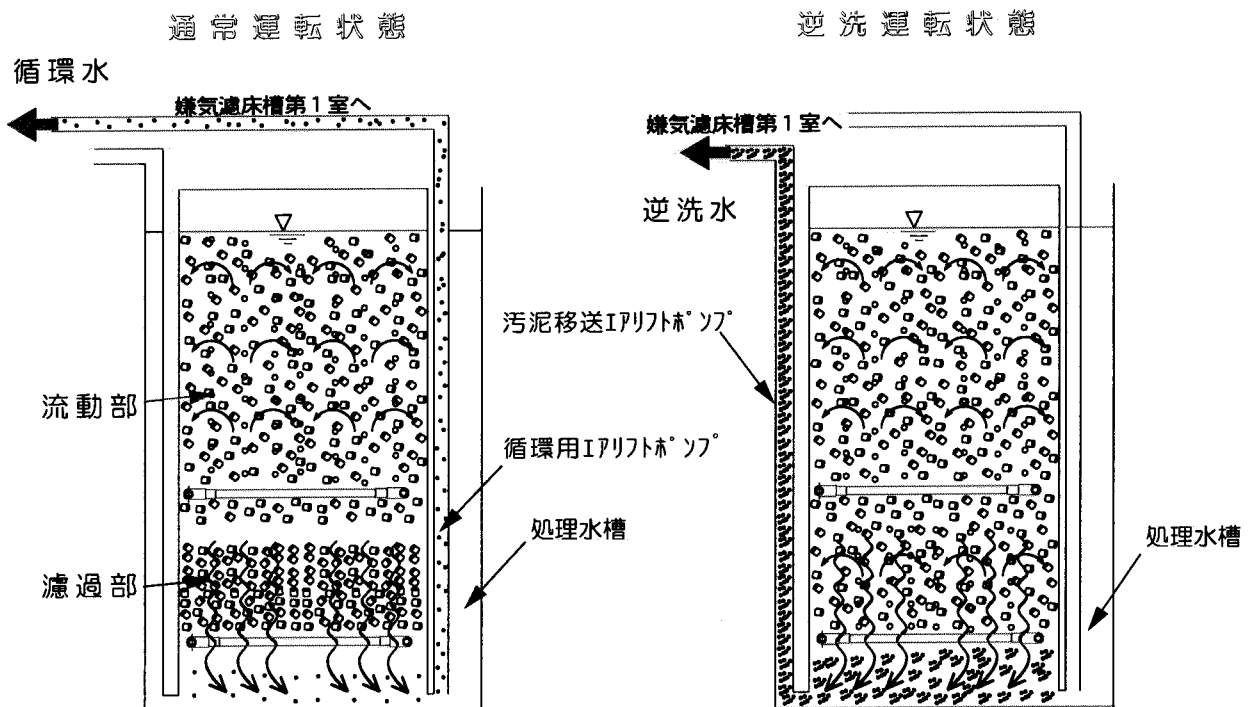 通常運転状態
循環水
嫌気濾床槽第1室へ
流動部
濾過部
循環用エアリフトポンプ
処理水槽
逆洗運転状態
嫌気濾床槽第1室へ
逆洗水
汚泥移送エアリフトポンプ
処理水槽